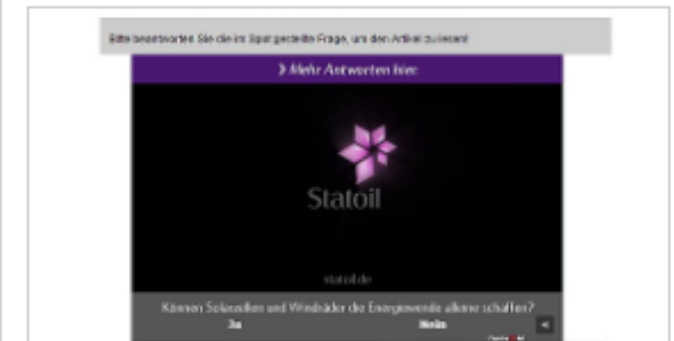 Bitte beantworten Sie die im Spot gestellte Frage, um den Artikel zu lesen!
❯ Mehr Antworten hier.
Statoil
statoil.de
Können Solarzellen und Windräder die Energiewende alleine schaffen?
Ja Nein